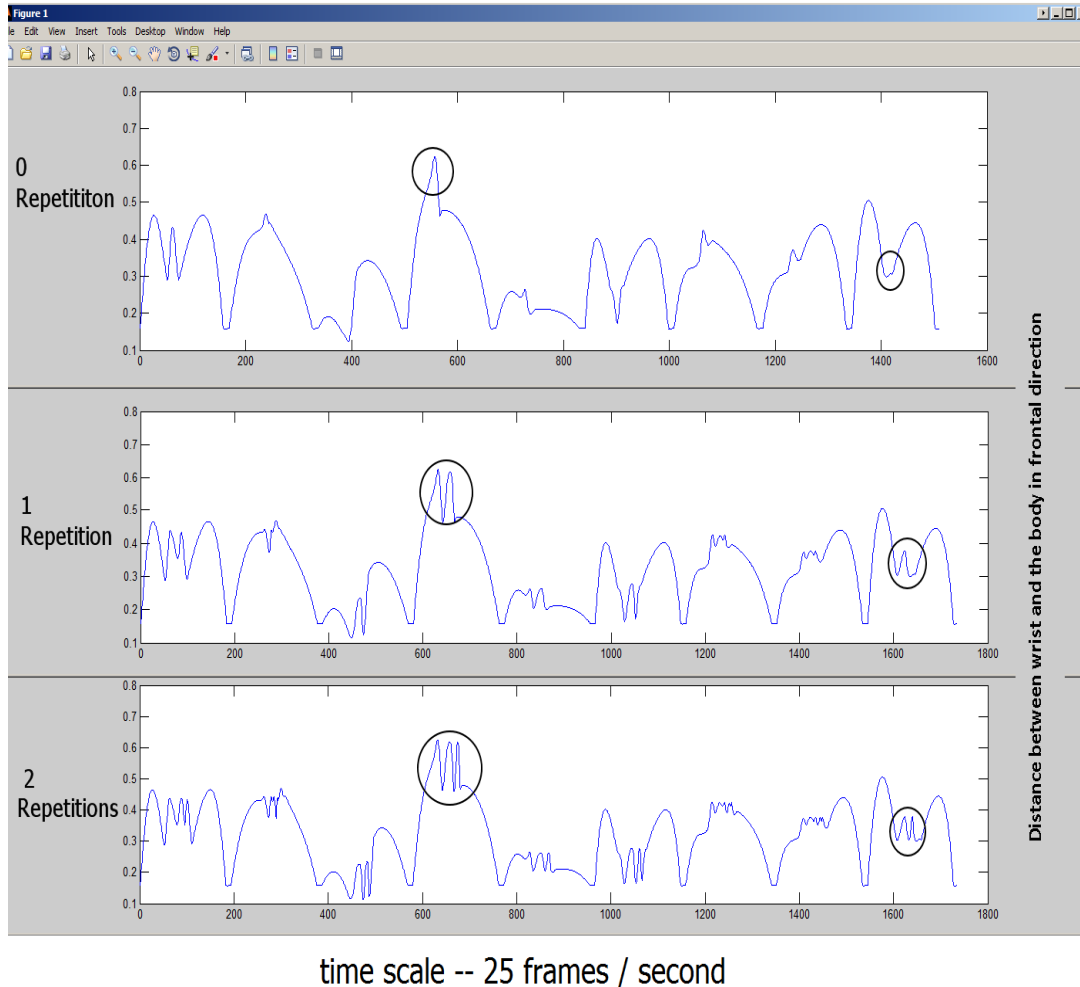 Figure 1
le Edit View Insert Tools Desktop Window Help
0.8
0.7
0.6
0.5
0.4
0.3
0.2
0.1
0 200 400 600 800 1000 1200 1400 1600
0
Repetititon
0.8
0.7
0.6
0.5
0.4
0.3
0.2
0.1
0 200 400 600 800 1000 1200 1400 1600 1800
1
Repetition
0.8
0.7
0.6
0.5
0.4
0.3
0.2
0.1
0 200 400 600 800 1000 1200 1400 1600 1800
2
Repetitions
Distance between wrist and the body in frontal direction
time scale -- 25 frames / second